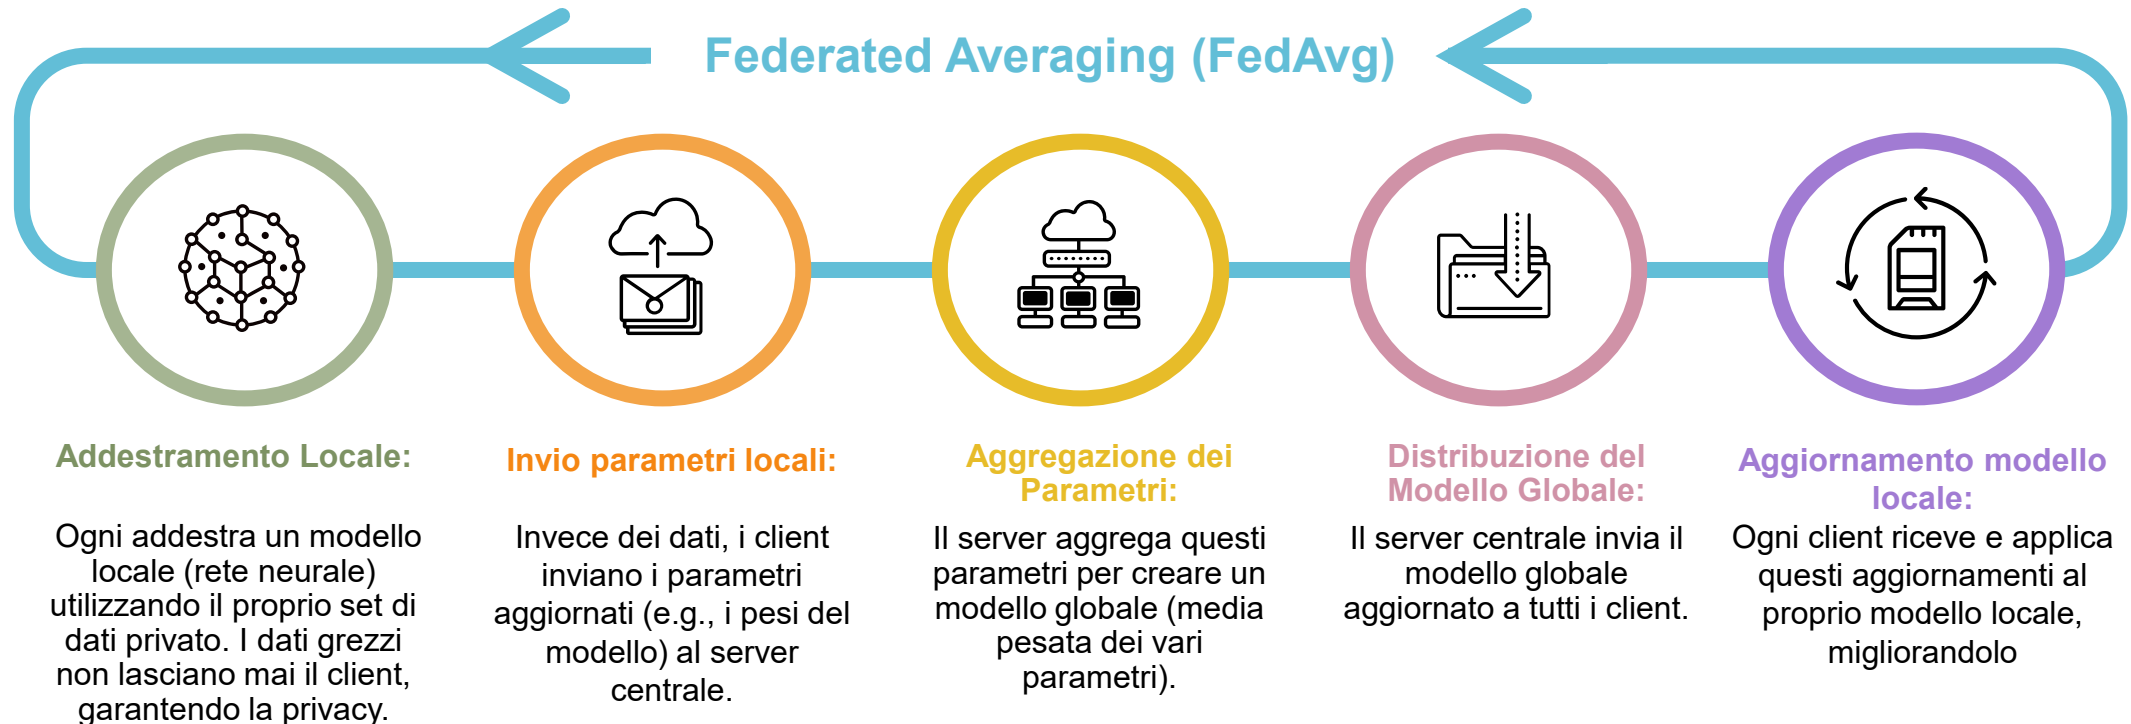 Federated Averaging (FedAvg)
Addestramento Locale:
Ogni addestra un modello
locale (rete neurale)
utilizzando il proprio set di
dati privato. I dati grezzi
non lasciano mai il client,
garantendo la privacy.
Invio parametri locali:
Invece dei dati, i client
inviano i parametri
aggiornati (e.g., i pesi del
modello) al server
centrale.
Aggregazione dei
Parametri:
Il server aggrega questi
parametri per creare un
modello globale (media
pesata dei vari
parametri).
Distribuzione del
Modello Globale:
Il server centrale invia il
modello globale
aggiornato a tutti i client.
Aggiornamento modello
locale:
Ogni client riceve e applica
questi aggiornamenti al
proprio modello locale,
migliorandolo